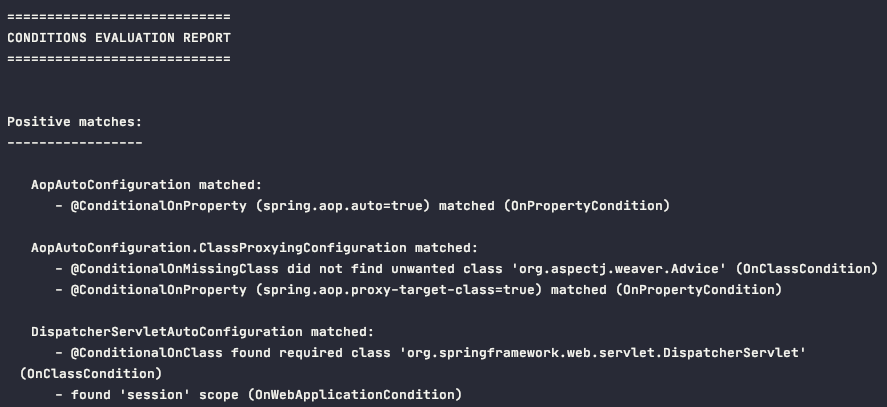 ============================
CONDITIONS EVALUATION REPORT
============================
Positive matches:
-----------------
AopAutoConfiguration matched:
- @ConditionalOnProperty (spring.aop.auto=true) matched (OnPropertyCondition)
AopAutoConfiguration.ClassProxyingConfiguration matched:
- @ConditionalOnMissingClass did not find unwanted class 'org.aspectj.weaver.Advice' (OnClassCondition)
- @ConditionalOnProperty (spring.aop.proxy-target-class=true) matched (OnPropertyCondition)
DispatcherServletAutoConfiguration matched:
- @ConditionalOnClass found required class 'org.springframework.web.servlet.DispatcherServlet'
(OnClassCondition)
- found 'session' scope (OnWebApplicationCondition)